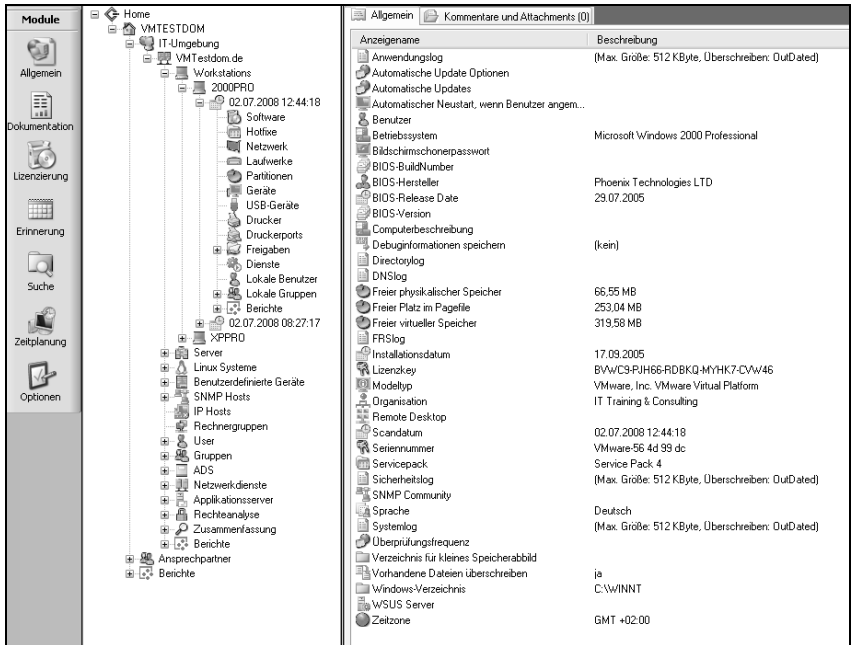 Module
Allgemein
Dokumentation
Lizenzierung
Erinnerung
Suche
Zeitplanung
Optionen
Home
VMTESTDOM
IT-Umgebung
VMTestdom.de
Workstations
2000PRO
02.07.2008 12:44:18
Software
Hotfixe
Netzwerk
Laufwerke
Partitionen
Geräte
USB-Geräte
Drucker
Druckerports
Freigaben
Dienste
Lokale Benutzer
Lokale Gruppen
Berichte
02.07.2008 08:27:17
XPPRO
Server
Linux Systeme
Benutzerdefinierte Geräte
SNMP Hosts
IP Hosts
Rechnergruppen
User
Gruppen
ADS
Netzwerkdienste
Applikationsserver
Rechteanalyse
Zusammenfassung
Berichte
Ansprechpartner
Berichte
Allgemein Kommentare und Attachments (0)
Anzeigename Beschreibung
Anwendungslog (Max. Größe: 512 KByte, Überschreiben: OutDated)
Automatische Update Optionen
Automatische Updates
Automatischer Neustart, wenn Benutzer angem...
Benutzer
Betriebssystem Microsoft Windows 2000 Professional
Bildschirmschonerpasswort
BIOS-BuildNumber
BIOS-Hersteller Phoenix Technologies LTD
BIOS-Release Date 29.07.2005
BIOS-Version
Computerbeschreibung
Debuginformationen speichern (kein)
Directorylog
DNSlog
Freier physikalischer Speicher 66,55 MB
Freier Platz im Pagefile 253,04 MB
Freier virtueller Speicher 319,58 MB
FRSlog
Installationsdatum 17.09.2005
Lizenzkey BVWC9-PJH66-RDBKQ-MYHK7-CVW46
Modeltyp VMware, Inc. VMware Virtual Platform
Organisation IT Training & Consulting
Remote Desktop
Scandatum 02.07.2008 12:44:18
Seriennummer VMware-56 4d 99 dc
Servicepack Service Pack 4
Sicherheitslog (Max. Größe: 512 KByte, Überschreiben: OutDated)
SNMP Community
Sprache Deutsch
Systemlog (Max. Größe: 512 KByte, Überschreiben: OutDated)
Überprüfungsfrequenz
Verzeichnis für kleines Speicherabbild
Vorhandene Dateien überschreiben ja
Windows-Verzeichnis C:\WINNT
WSUS Server
Zeitzone GMT +02:00